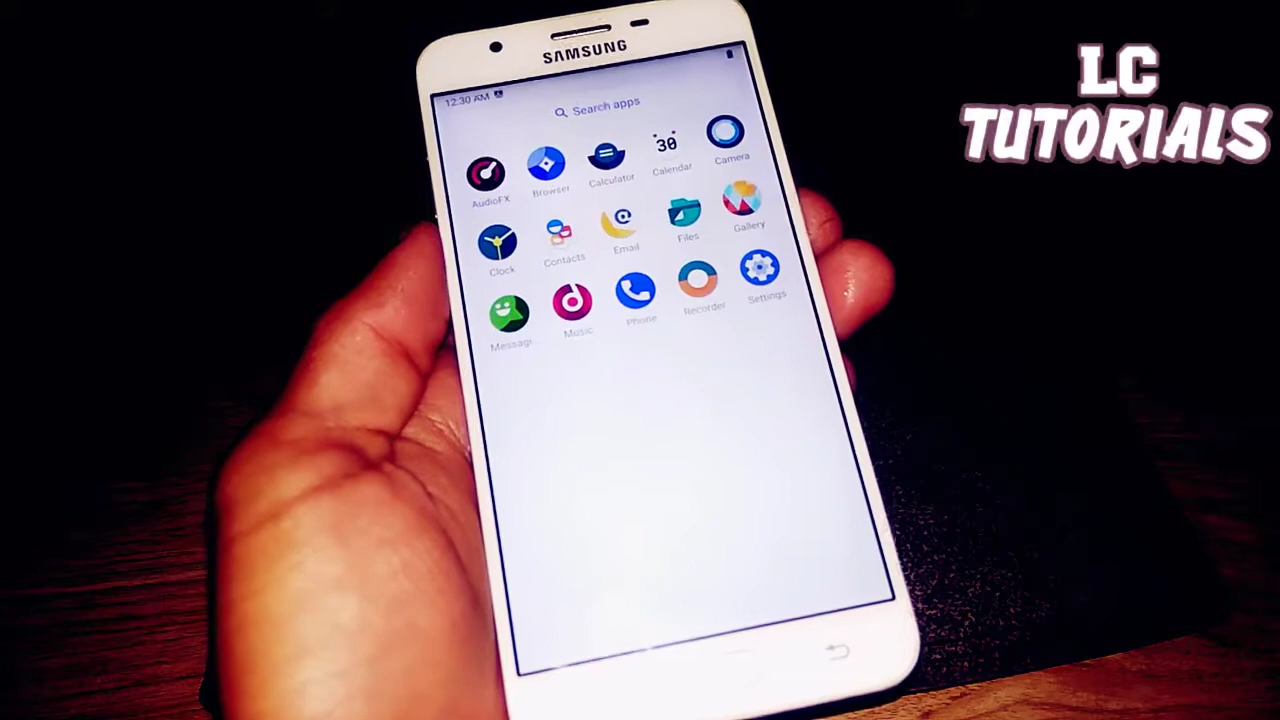 LC
TUTORIALS
SAMSUNG
12:30 AM
Search apps
AudioFX
Browser
Calculator
30
Calendar
Camera
Clock
Contacts
@
Email
Files
Gallery
Messagi
Music
Phone
Recorder
Settings